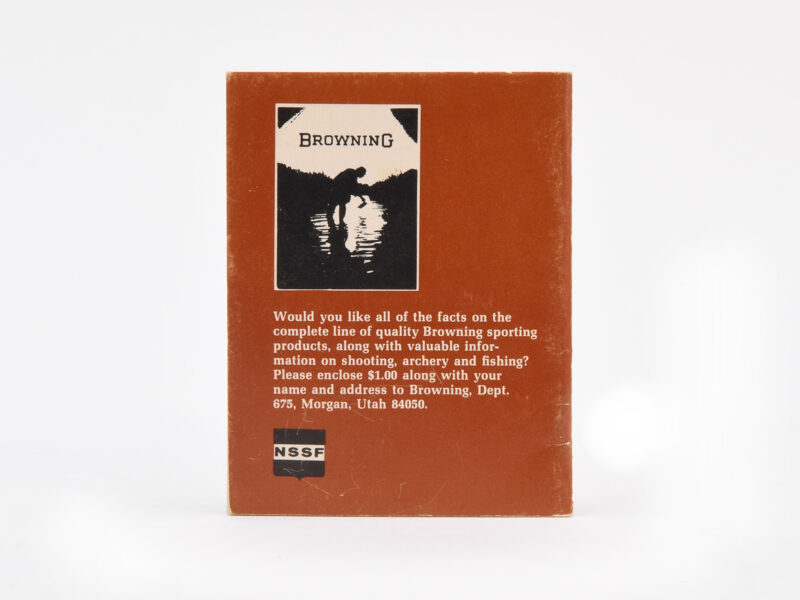 BROWNING
Would you like all of the facts on the
complete line of quality Browning sporting
products, along with valuable infor-
mation on shooting, archery and fishing?
Please enclose $1.00 along with your
name and address to Browning, Dept.
675, Morgan, Utah 84050.
NSSF